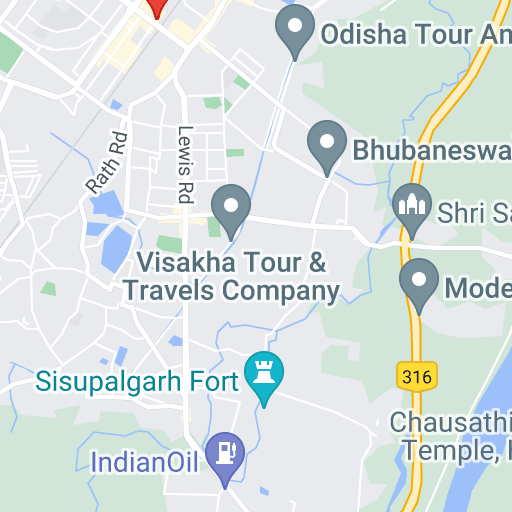 Odisha Tour An
Rath Rd
Lewis Rd
Bhubaneswa
Shri Sa
Visakha Tour &
Travels Company
Mode
316
Sisupalgarh Fort
Chausathi
Temple,
IndianOil